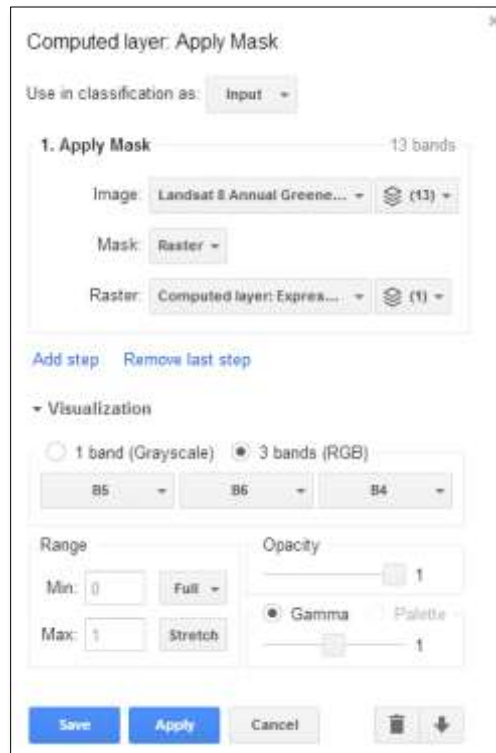 Computed layer: Apply Mask
Use in classification as: Input
1. Apply Mask 13 bands
Image: Landsat 8 Annual Greene... (13)
Mask: Raster
Raster: Computed layer: Expres... (1)
Add step Remove last step
Visualization
1 band (Grayscale) 3 bands (RGB)
B5 B6 B4
Range Opacity
Min: 0 Full 1
Max: 1 Stretch Gamma Palette
1
Save Apply Cancel